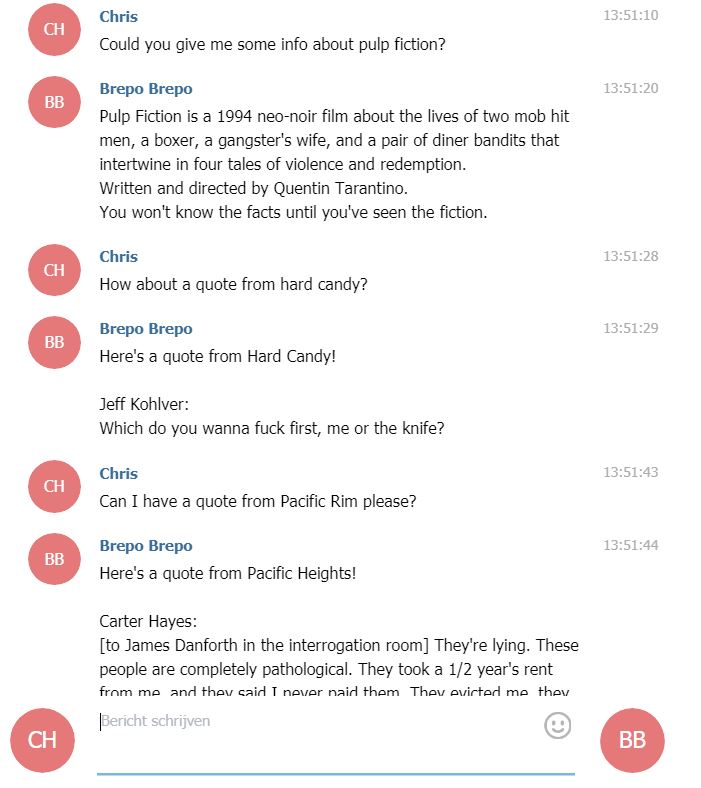 CH
Chris
13:51:10
Could you give me some info about pulp fiction?
BB
Brepo Brepo
13:51:20
Pulp Fiction is a 1994 neo-noir film about the lives of two mob hit
men, a boxer, a gangster's wife, and a pair of diner bandits that
intertwine in four tales of violence and redemption.
Written and directed by Quentin Tarantino.
You won't know the facts until you've seen the fiction.
CH
Chris
13:51:28
How about a quote from hard candy?
BB
Brepo Brepo
13:51:29
Here's a quote from Hard Candy!
Jeff Kohlver:
Which do you wanna fuck first, me or the knife?
CH
Chris
13:51:43
Can I have a quote from Pacific Rim please?
BB
Brepo Brepo
13:51:44
Here's a quote from Pacific Heights!
Carter Hayes:
[to James Danforth in the interrogation room] They're lying. These
people are completely pathological. They took a 1/2 year's rent
from me, and they said I never paid them. They evicted me, they
CH
Bericht schrijven
BB